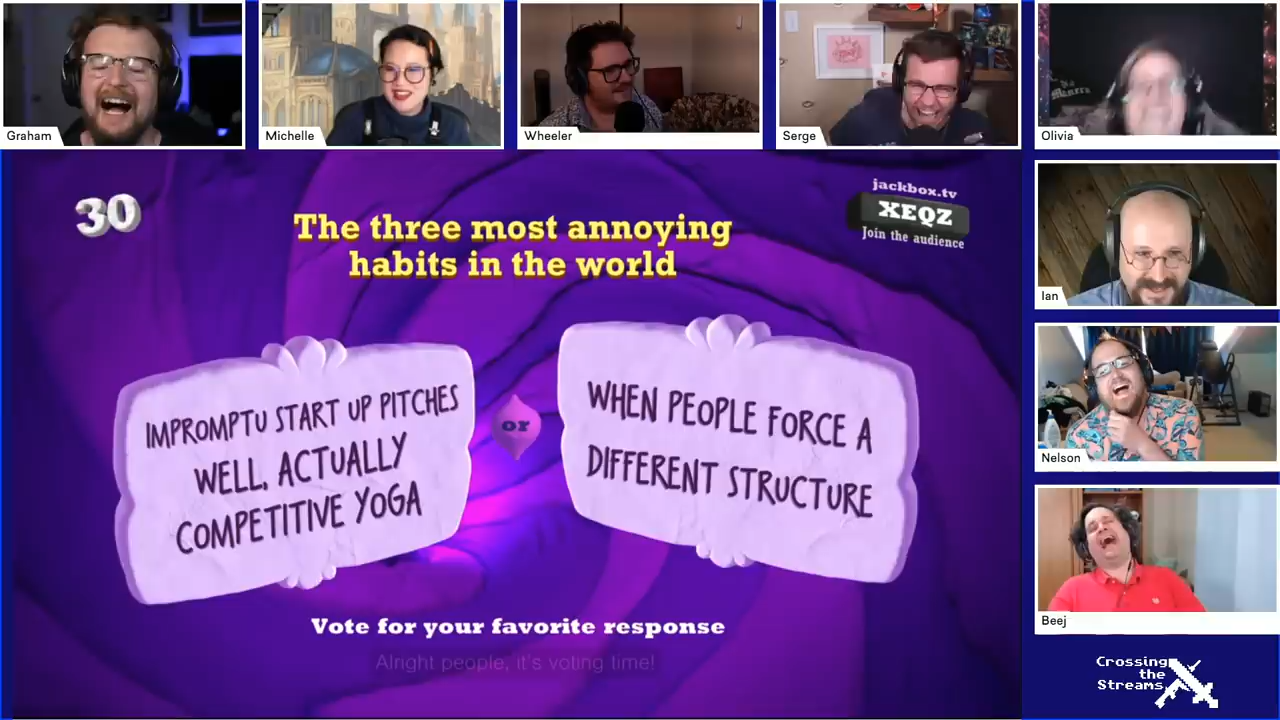 Graham
Michelle
Wheeler
Serge
Olivia
30
jackbox.tv
XEQZ
Join the audience
The three most annoying
habits in the world
IMPROMPTU START UP PITCHES
WELL, ACTUALLY
COMPETITIVE YOGA
or
WHEN PEOPLE FORCE A
DIFFERENT STRUCTURE
Vote for your favorite response
Alright people, it's voting time!
Ian
Nelson
Beej
Crossing
the
Streams